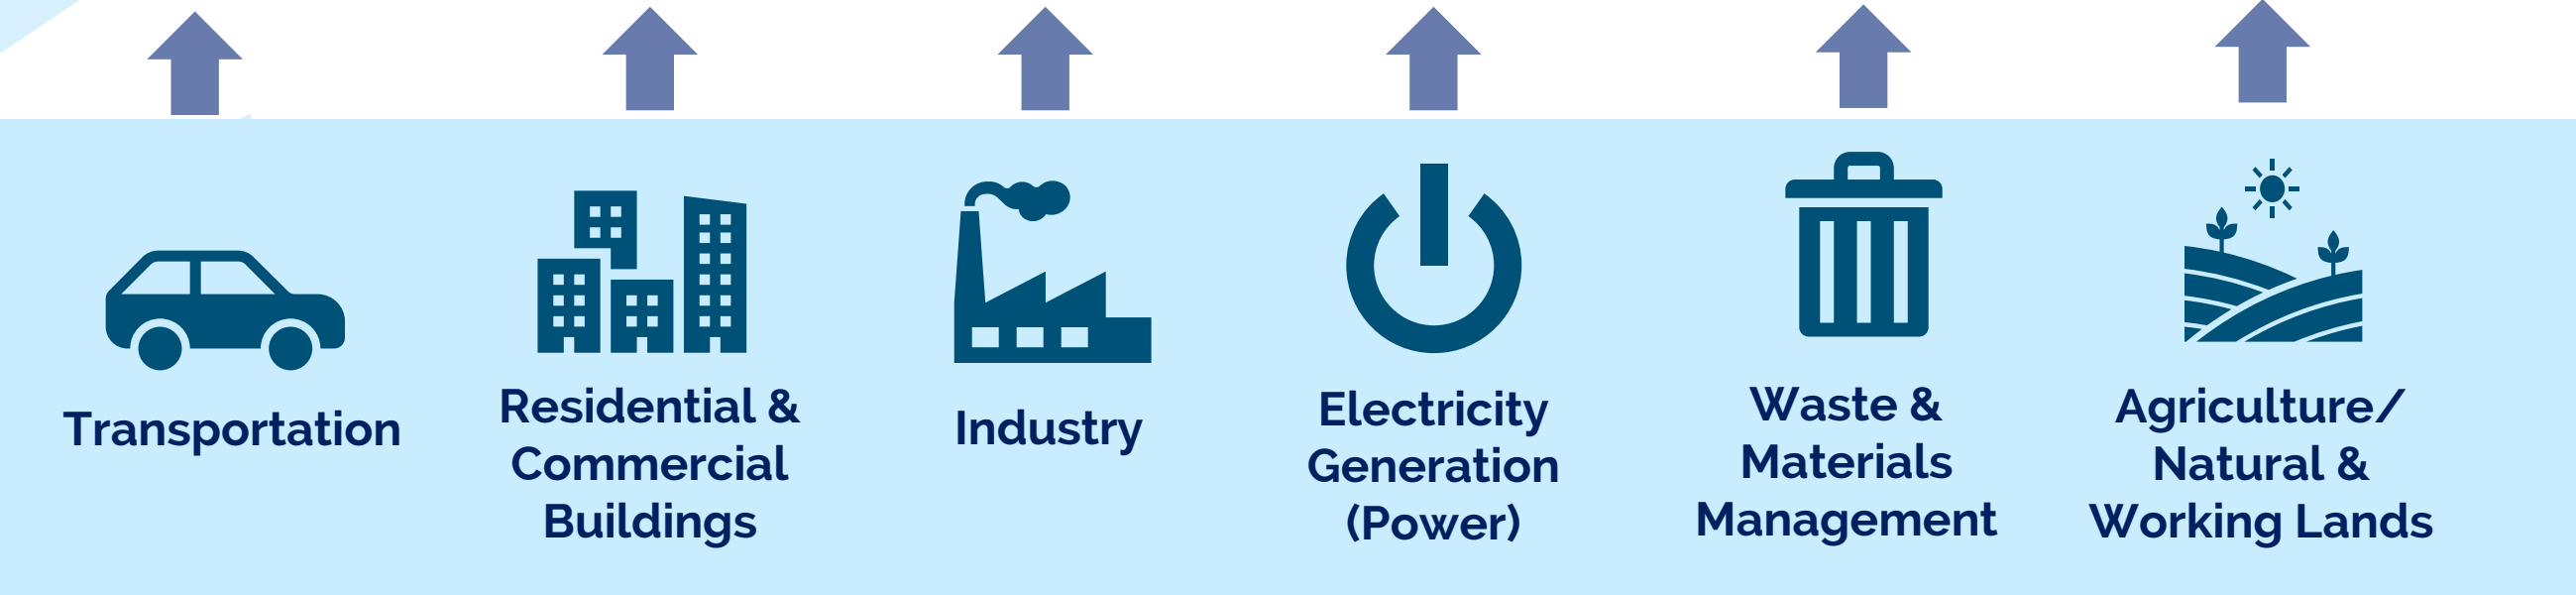 Transportation
Residential &
Commercial
Buildings
Industry
Electricity
Generation
(Power)
Waste &
Materials
Management
Agriculture/
Natural &
Working Lands